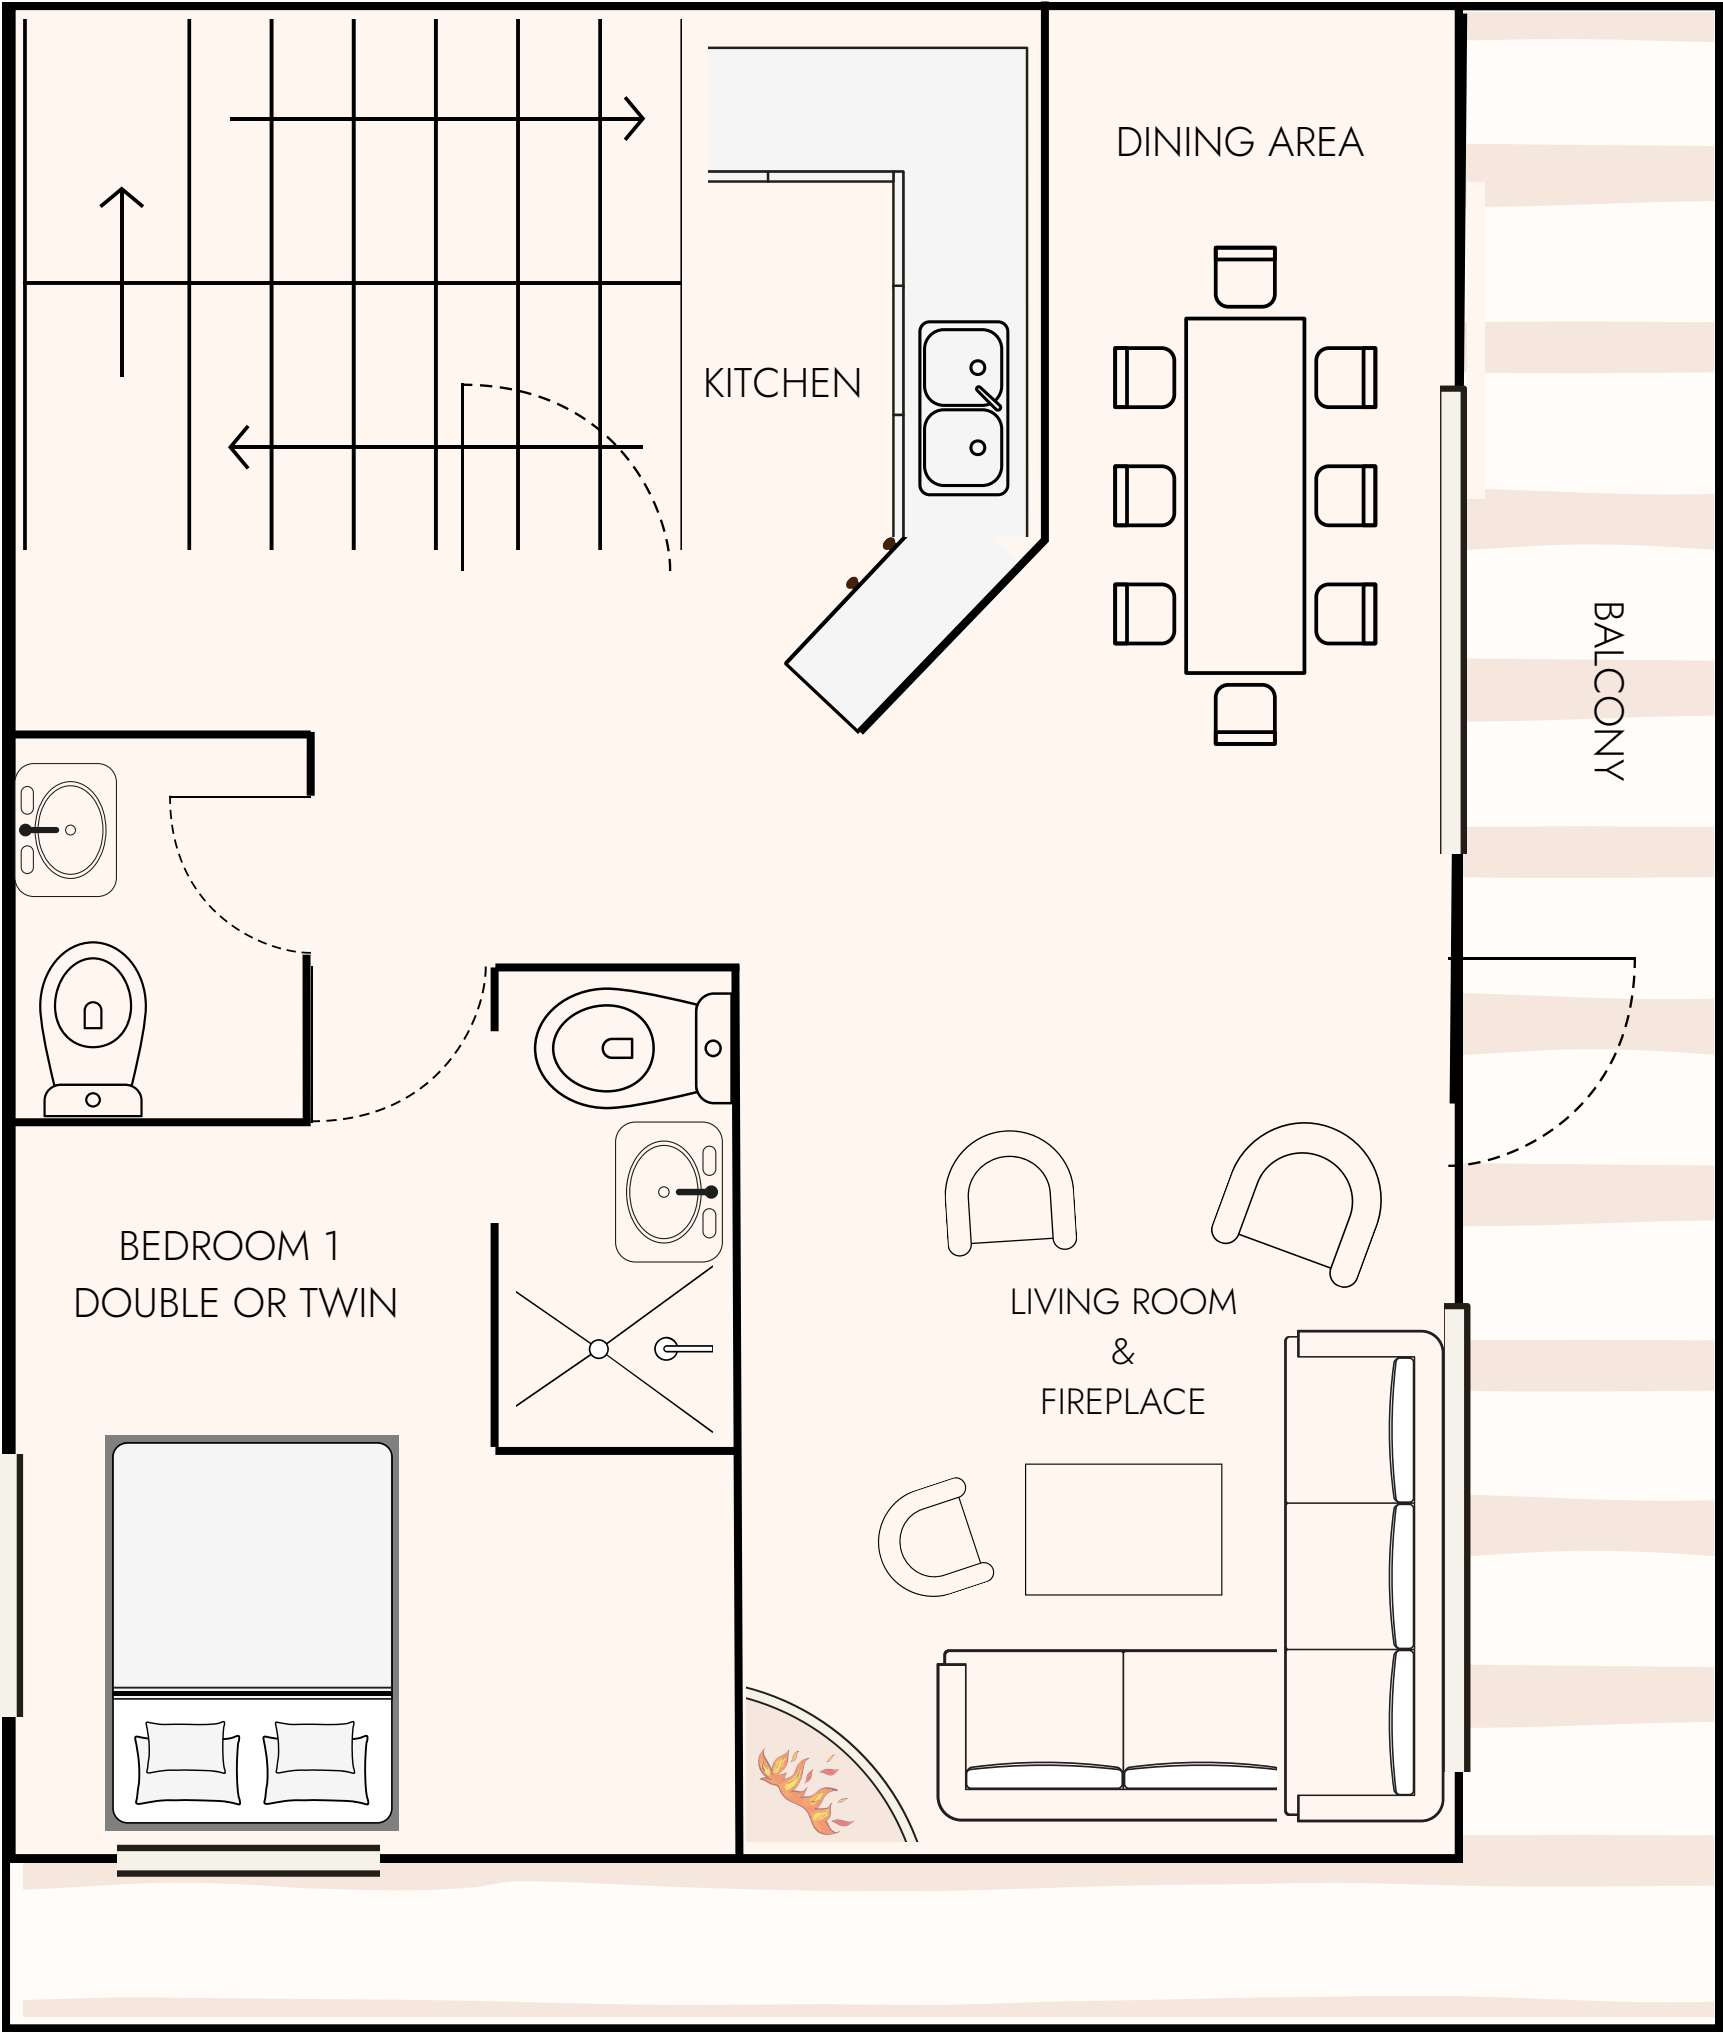 DINING AREA
KITCHEN
BALCONY
BEDROOM 1
DOUBLE OR TWIN
LIVING ROOM
&
FIREPLACE